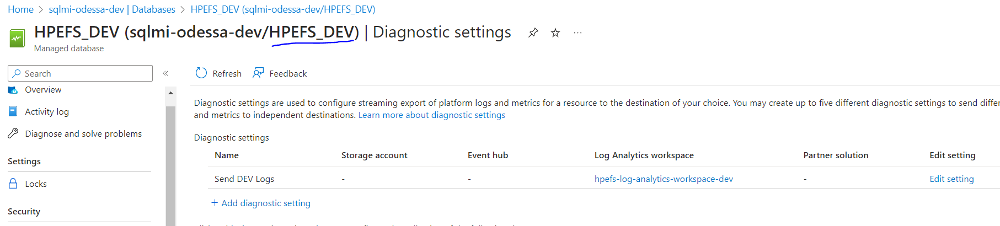 Home > sqlmi-odessa-dev | Databases > HPEFS_DEV (sqlmi-odessa-dev/HPEFS_DEV)
HPEFS_DEV (sqlmi-odessa-dev/HPEFS_DEV) | Diagnostic settings ...
Managed database
Search «
Refresh Feedback
Overview
Activity log
Diagnose and solve problems
Settings
Locks
Security
Diagnostic settings are used to configure streaming export of platform logs and metrics for a resource to the destination of your choice. You may create up to five different diagnostic settings to send differe
and metrics to independent destinations. Learn more about diagnostic settings
Diagnostic settings
Name Storage account Event hub Log Analytics workspace Partner solution Edit setting
Send DEV Logs - - hpefs-log-analytics-workspace-dev - Edit setting
+ Add diagnostic setting